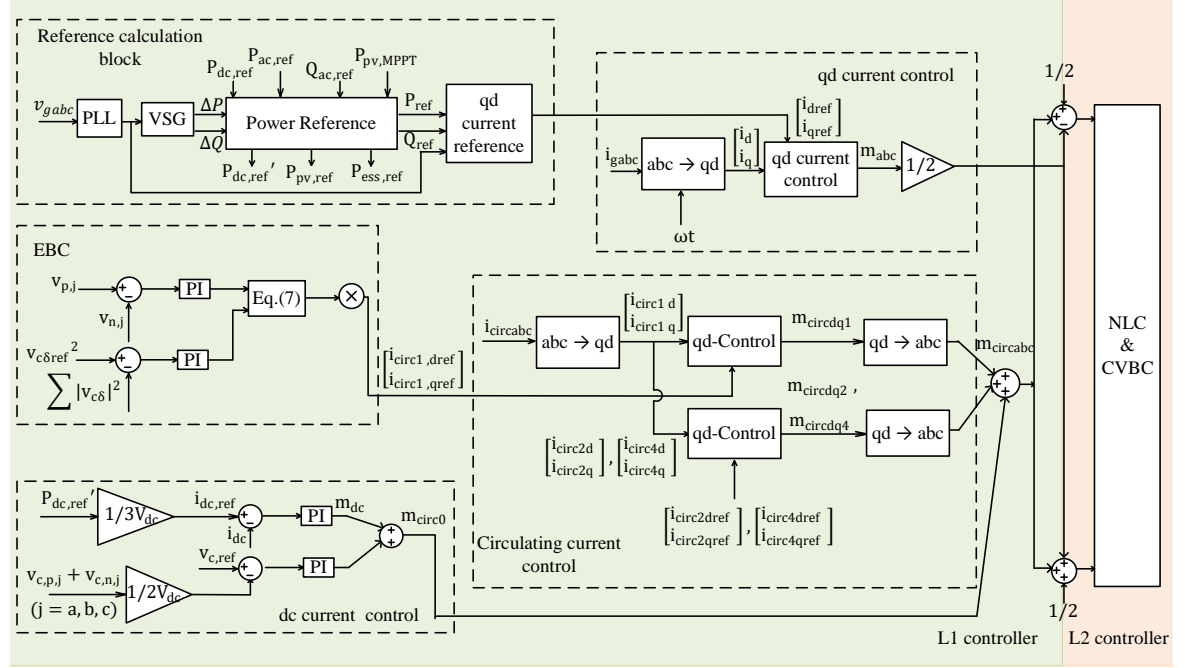 Reference calculation
block
P_dc,ref
P_ac,ref
Q_ac,ref
P_pv,MPPT
v_gabc
PLL
VSG
ΔP
ΔQ
Power Reference
P_ref
Q_ref
qd
current
reference
P_dc,ref′
P_pv,ref
P_ess,ref
qd current control
i_gabc
abc → qd
ωt
[i_d
i_q]
[i_dref
i_qref]
qd current
control
m_abc
1/2
1/2
+
+
−
NLC
&
CVBC
EBC
v_p,j
+
−
v_n,j
PI
Eq.(7)
×
v_cδref²
+
−
PI
∑|v_cδ|²
[i_circ1,dref
i_circ1,qref]
i_circabc
abc → qd
[i_circ1 d
i_circ1 q]
qd-Control
m_circdq1
qd → abc
m_circabc
+
+
+
m_circdq2 ,
m_circdq4
qd-Control
qd → abc
[i_circ2d
i_circ2q] , [i_circ4d
i_circ4q]
[i_circ2dref
i_circ2qref] , [i_circ4dref
i_circ4qref]
Circulating current
control
P_dc,ref′
1/3V_dc
i_dc,ref
+
−
i_dc
PI
m_dc
+
+
m_circ0
v_c,ref
+
−
PI
v_c,p,j + v_c,n,j
(j = a, b, c)
1/2V_dc
dc current control
+
+
+
1/2
L1 controller
L2 controller